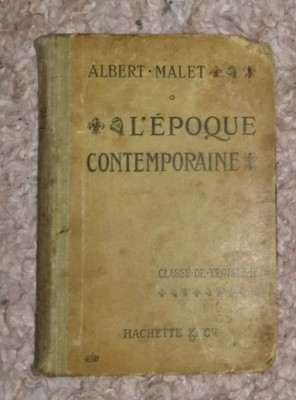 ALBERT·MALET
L'ÉPOQUE
CONTEMPORAINE
CLASSE·DE·TROISIÈME
HACHETTE & Cie